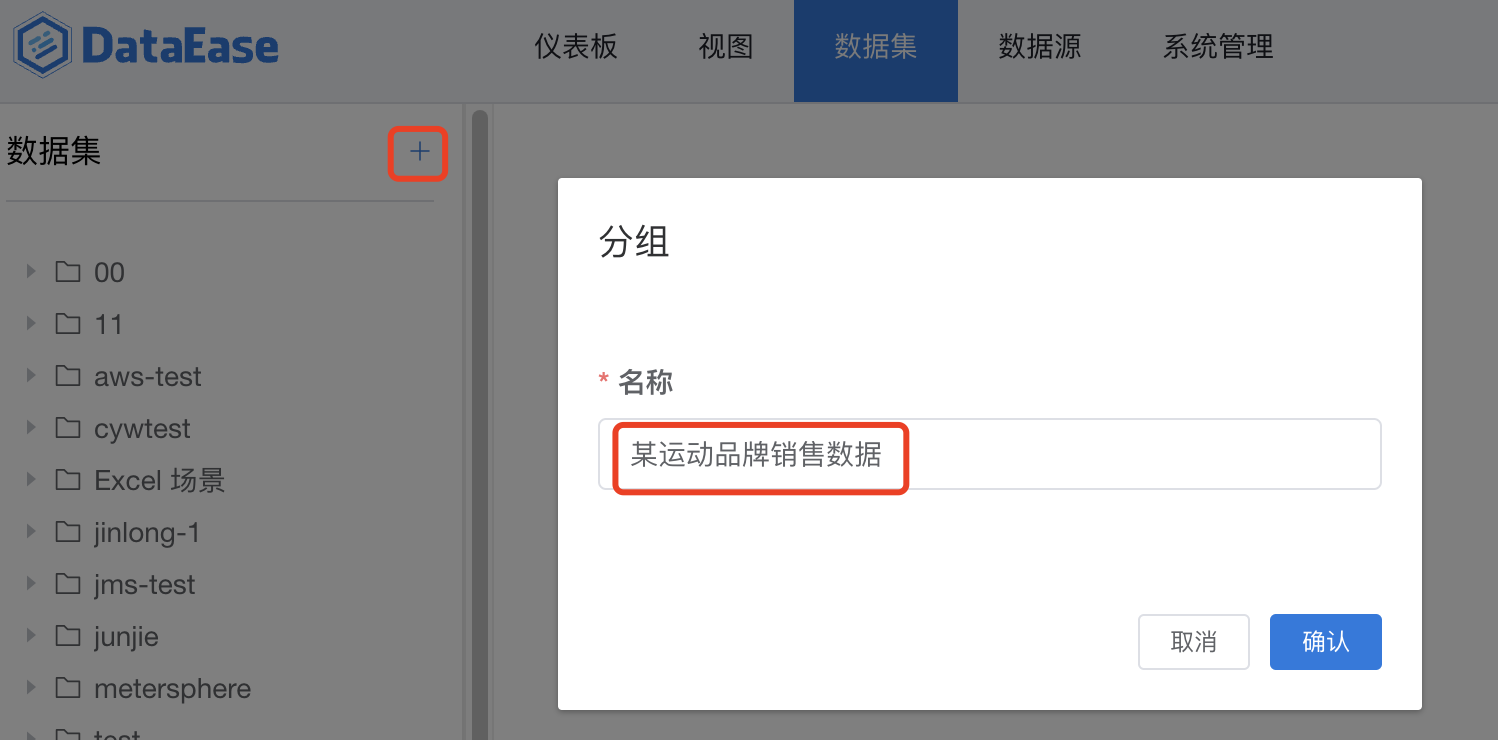 DataEase
仪表板
视图
数据集
数据源
系统管理
数据集
+
00
11
aws-test
cywtest
Excel 场景
jinlong-1
jms-test
junjie
metersphere
test
分组
* 名称
某运动品牌销售数据
取消
确认